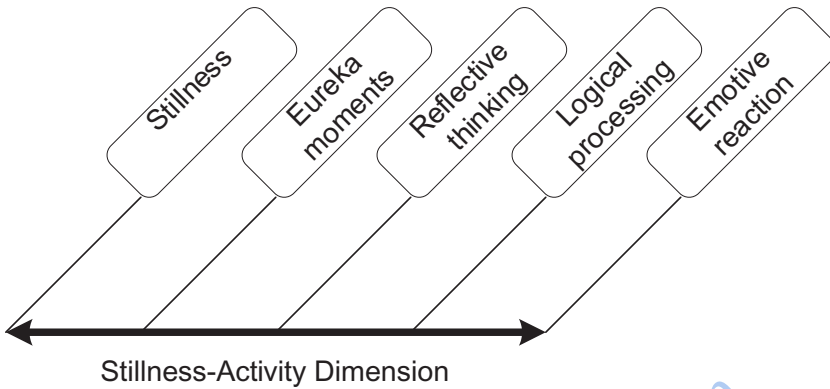 Stillness
Eureka
moments
Reflective
thinking
Logical
processing
Emotive
reaction
Stillness-Activity Dimension